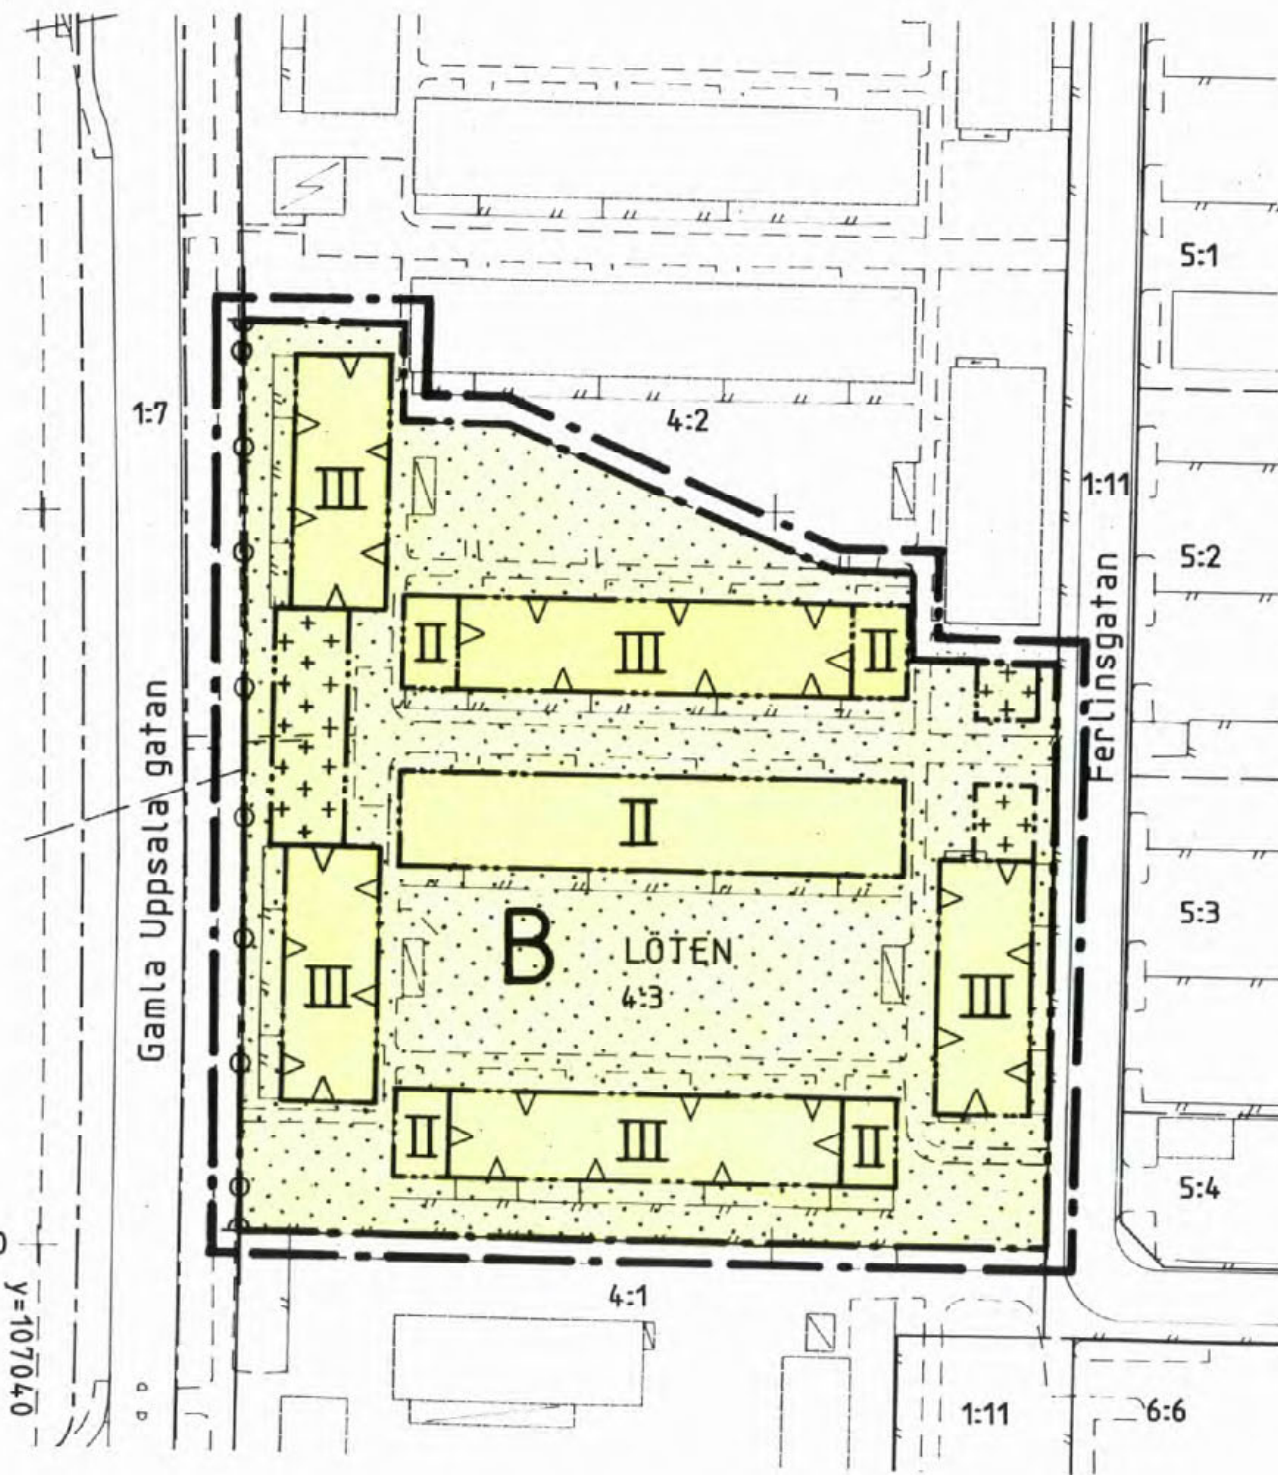 5:1
1:7
4:2
1:11
III
5:2
Ferlinsgatan
II
III
II
Gamla Uppsala gatan
II
5:3
B
LÖTEN
4:3
III
III
II
III
II
5:4
4:1
y=107040
1:11
6:6